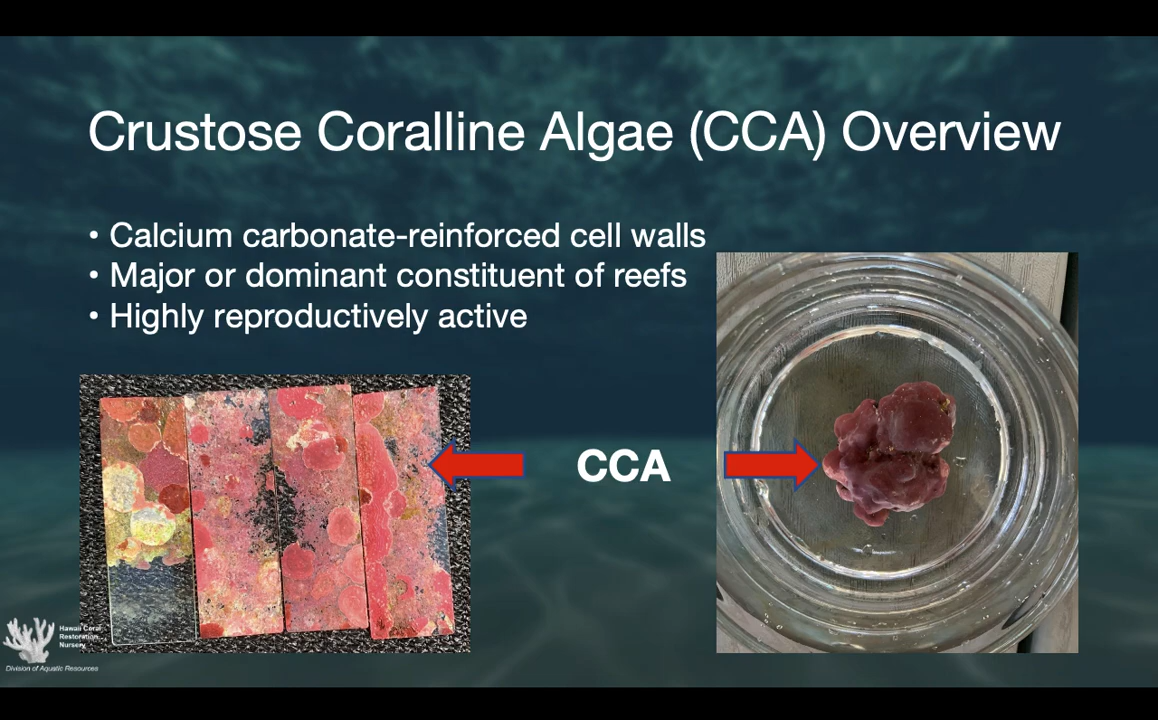 Crustose Coralline Algae (CCA) Overview
• Calcium carbonate-reinforced cell walls
• Major or dominant constituent of reefs
• Highly reproductively active
CCA
Hawaii Coral
Restoration
Nursery
Division of Aquatic Resources